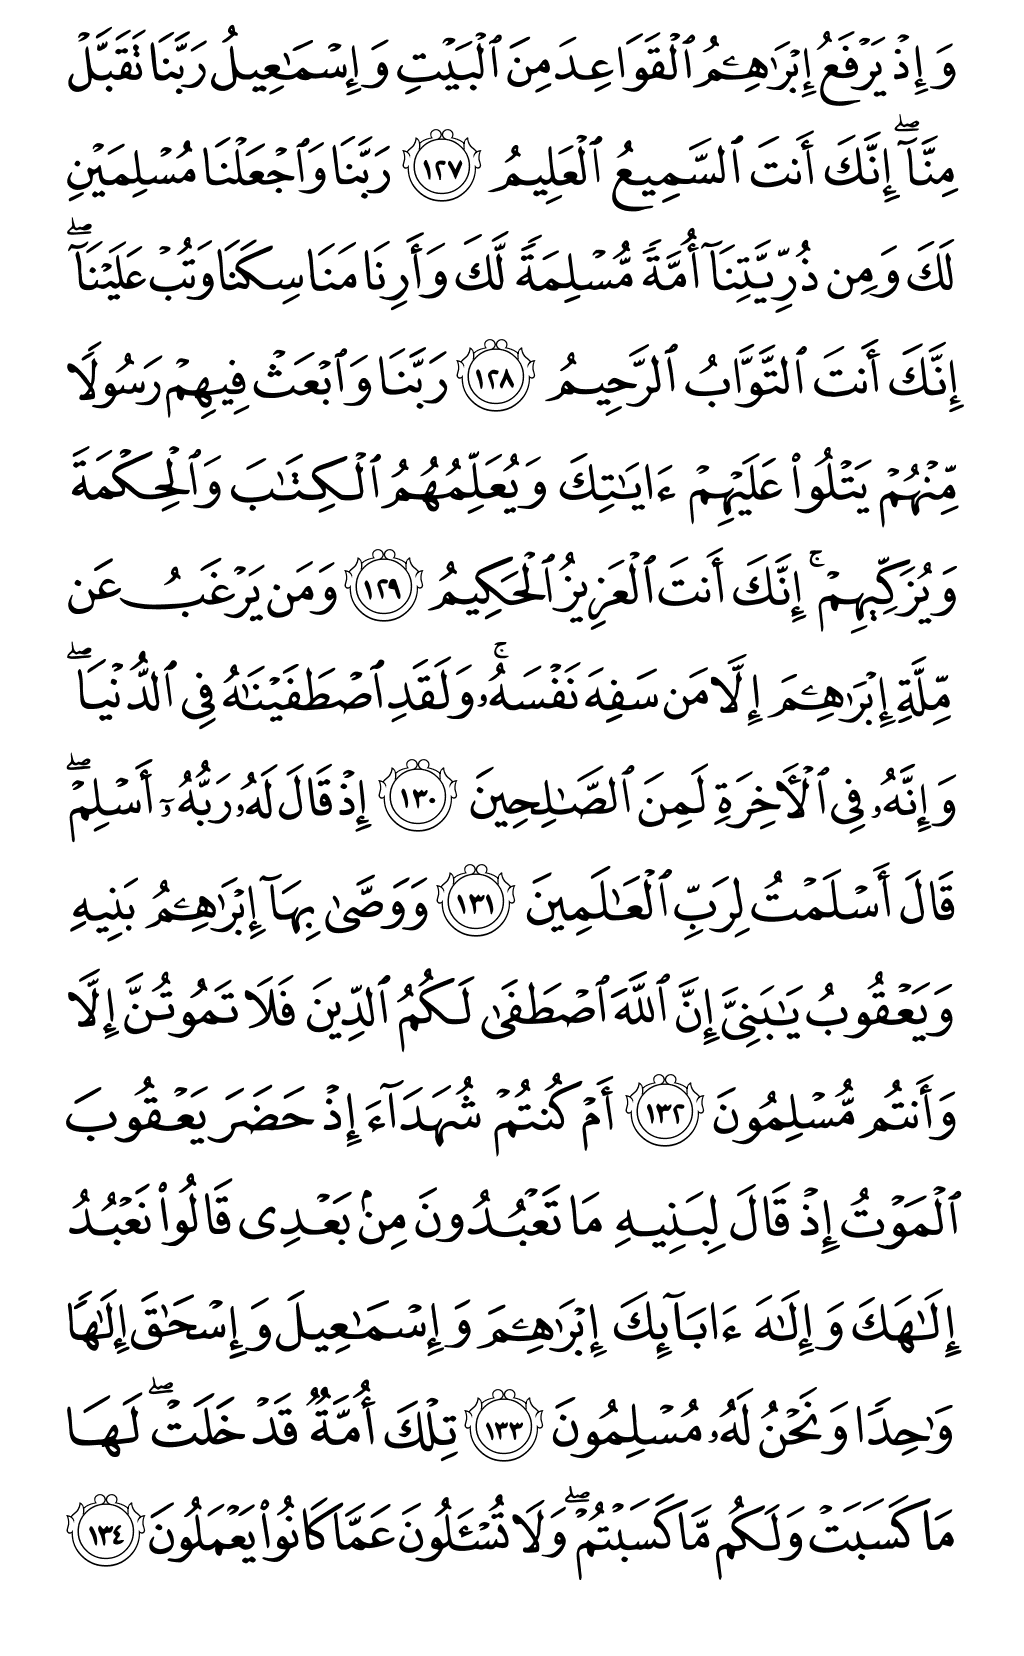 وَإِذْ يَرْفَعُ إِبْرَٰهِـۧمُ ٱلْقَوَاعِدَ مِنَ ٱلْبَيْتِ وَإِسْمَـٰعِيلُ رَبَّنَا تَقَبَّلْ
مِنَّآ ۖ إِنَّكَ أَنتَ ٱلسَّمِيعُ ٱلْعَلِيمُ ١٢٧ رَبَّنَا وَٱجْعَلْنَا مُسْلِمَيْنِ
لَكَ وَمِن ذُرِّيَّتِنَآ أُمَّةً مُّسْلِمَةً لَّكَ وَأَرِنَا مَنَاسِكَنَا وَتُبْ عَلَيْنَآ ۖ
إِنَّكَ أَنتَ ٱلتَّوَّابُ ٱلرَّحِيمُ ١٢٨ رَبَّنَا وَٱبْعَثْ فِيهِمْ رَسُولًا
مِّنْهُمْ يَتْلُوا۟ عَلَيْهِمْ ءَايَـٰتِكَ وَيُعَلِّمُهُمُ ٱلْكِتَـٰبَ وَٱلْحِكْمَةَ
وَيُزَكِّيهِمْ ۚ إِنَّكَ أَنتَ ٱلْعَزِيزُ ٱلْحَكِيمُ ١٢٩ وَمَن يَرْغَبُ عَن
مِّلَّةِ إِبْرَٰهِـۧمَ إِلَّا مَن سَفِهَ نَفْسَهُۥ ۚ وَلَقَدِ ٱصْطَفَيْنَـٰهُ فِى ٱلدُّنْيَا ۖ
وَإِنَّهُۥ فِى ٱلْـَٔاخِرَةِ لَمِنَ ٱلصَّـٰلِحِينَ ١٣٠ إِذْ قَالَ لَهُۥ رَبُّهُۥٓ أَسْلِمْ ۖ
قَالَ أَسْلَمْتُ لِرَبِّ ٱلْعَـٰلَمِينَ ١٣١ وَوَصَّىٰ بِهَآ إِبْرَٰهِـۧمُ بَنِيهِ
وَيَعْقُوبُ يَـٰبَنِىَّ إِنَّ ٱللَّهَ ٱصْطَفَىٰ لَكُمُ ٱلدِّينَ فَلَا تَمُوتُنَّ إِلَّا
وَأَنتُم مُّسْلِمُونَ ١٣٢ أَمْ كُنتُمْ شُهَدَآءَ إِذْ حَضَرَ يَعْقُوبَ
ٱلْمَوْتُ إِذْ قَالَ لِبَنِيهِ مَا تَعْبُدُونَ مِنۢ بَعْدِى قَالُوا۟ نَعْبُدُ
إِلَـٰهَكَ وَإِلَـٰهَ ءَابَآئِكَ إِبْرَٰهِـۧمَ وَإِسْمَـٰعِيلَ وَإِسْحَـٰقَ إِلَـٰهًا
وَٰحِدًا وَنَحْنُ لَهُۥ مُسْلِمُونَ ١٣٣ تِلْكَ أُمَّةٌ قَدْ خَلَتْ ۖ لَهَا
مَا كَسَبَتْ وَلَكُم مَّا كَسَبْتُمْ ۖ وَلَا تُسْـَٔلُونَ عَمَّا كَانُوا۟ يَعْمَلُونَ ١٣٤